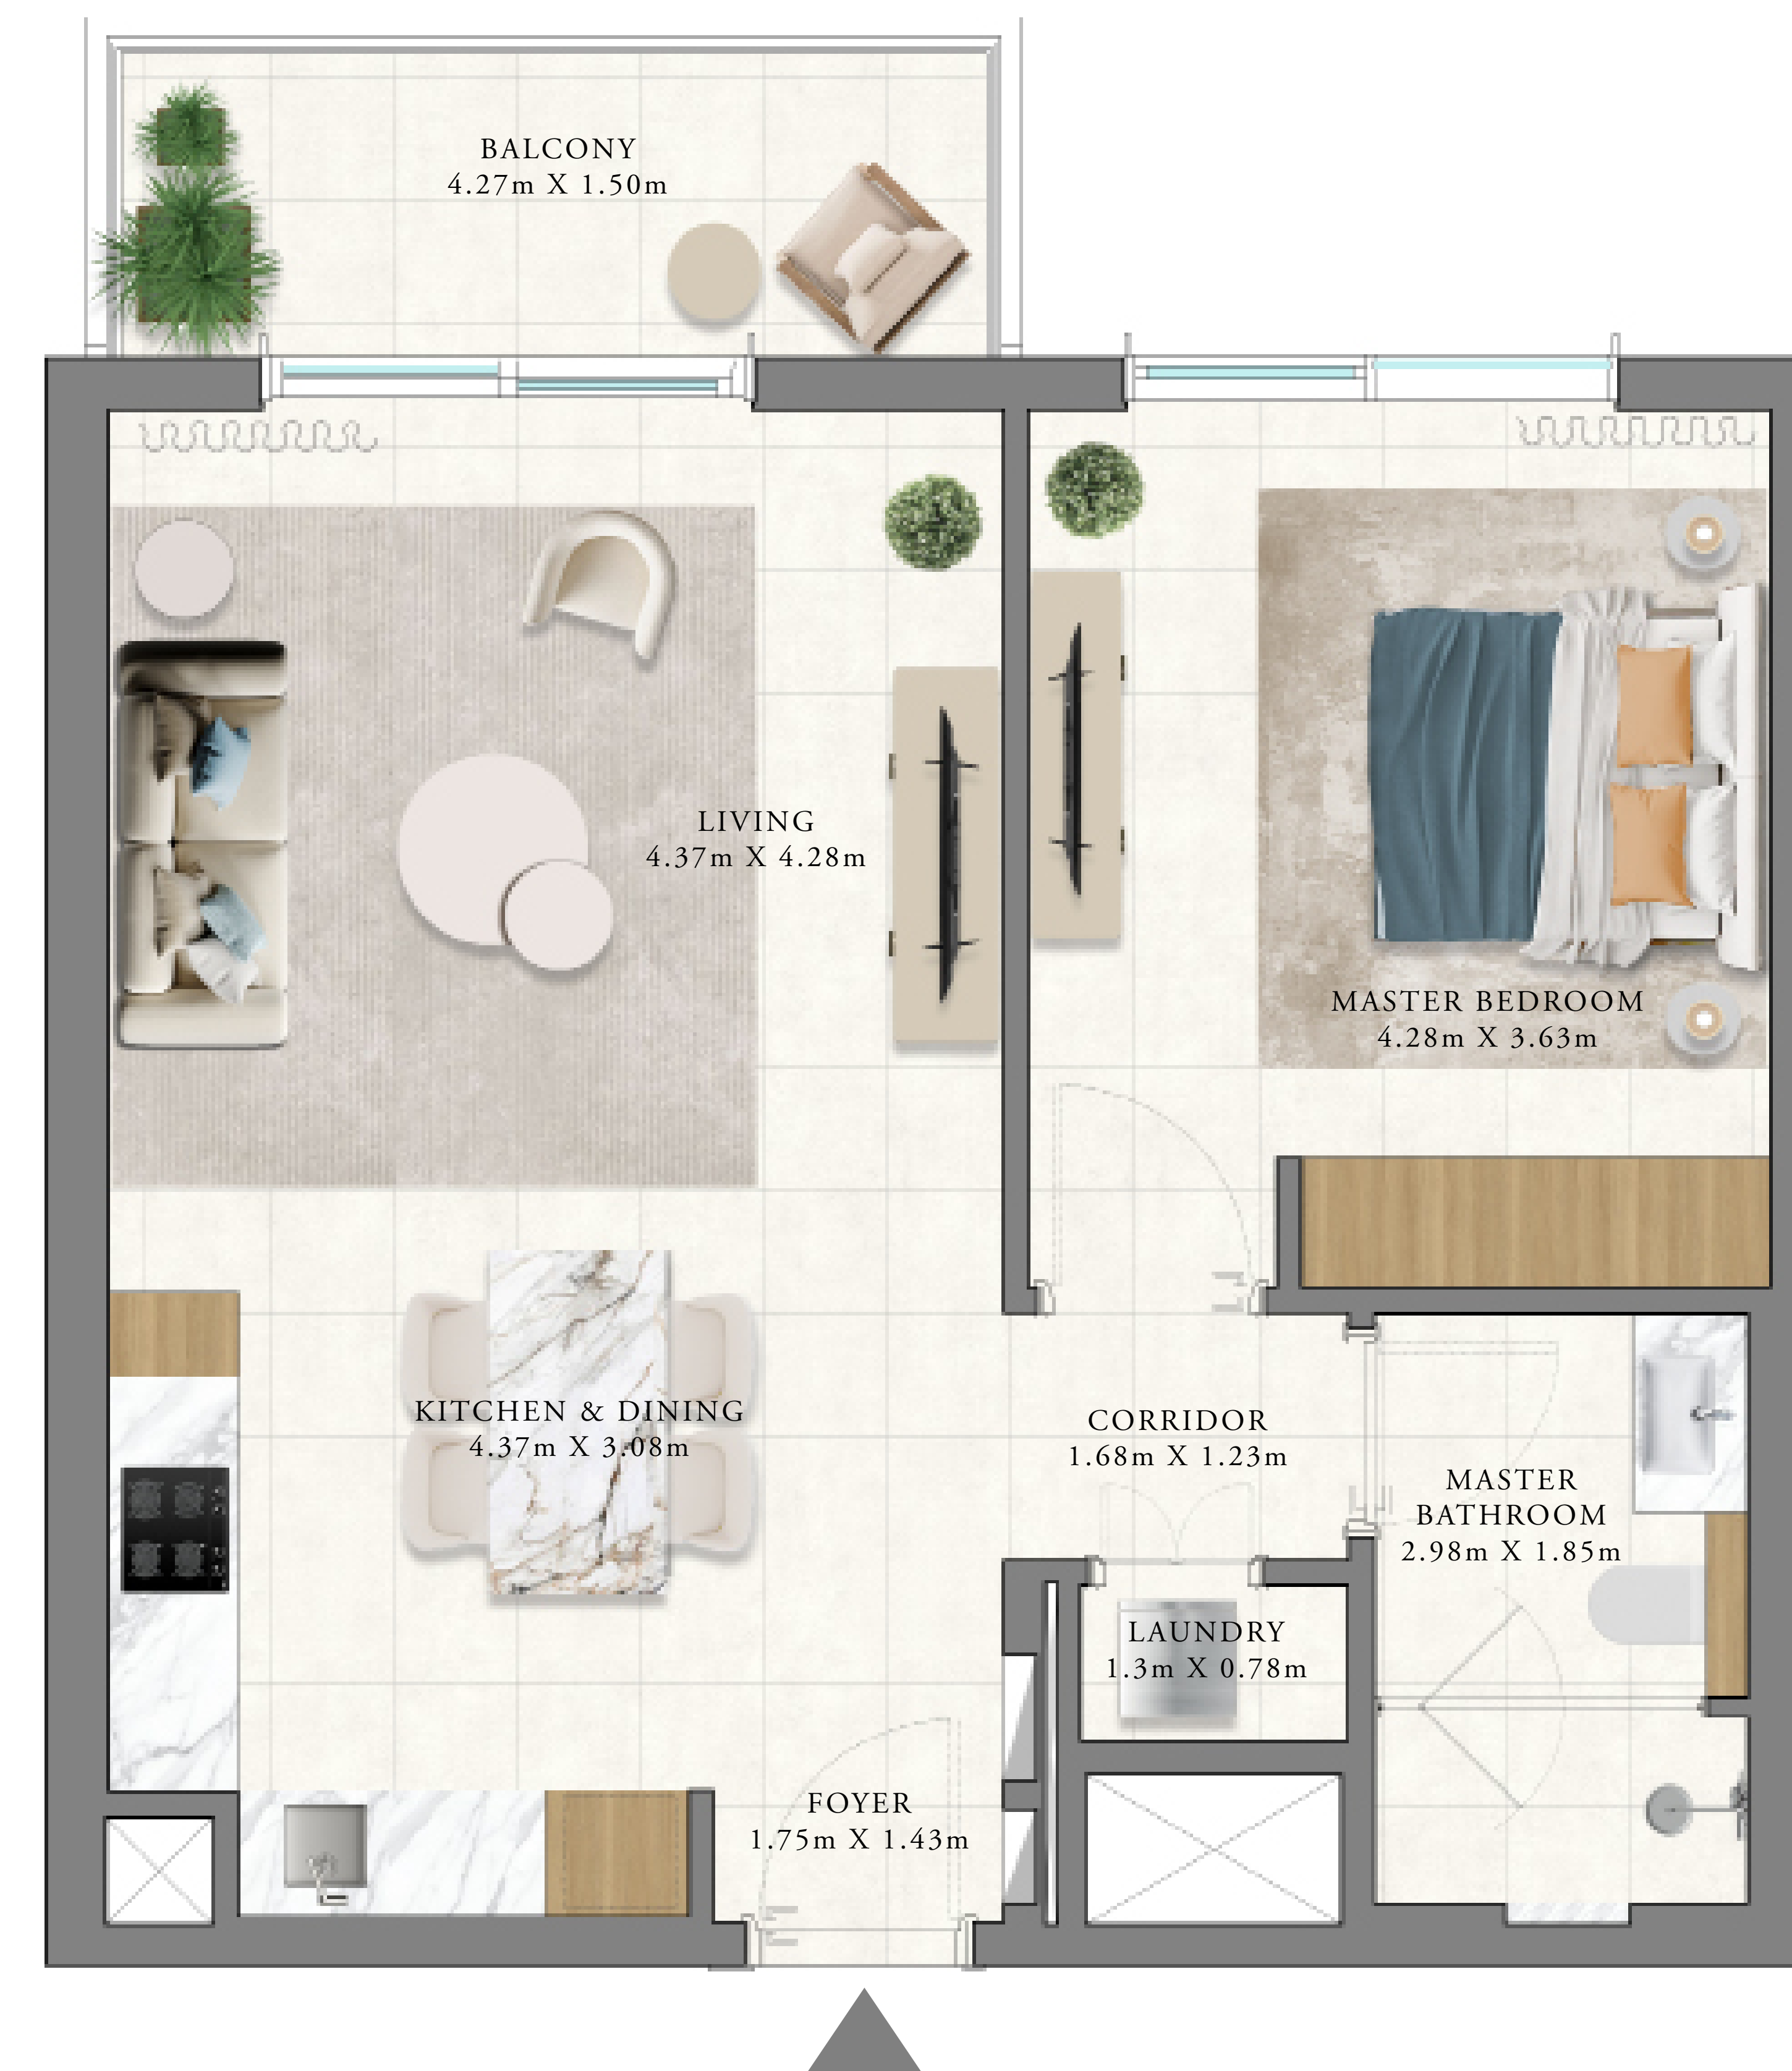 BALCONY
4.27m X 1.50m
LIVING
4.37m X 4.28m
MASTER BEDROOM
4.28m X 3.63m
KITCHEN & DINING
4.37m X 3.08m
CORRIDOR
1.68m X 1.23m
MASTER
BATHROOM
2.98m X 1.85m
LAUNDRY
1.3m X 0.78m
FOYER
1.75m X 1.43m